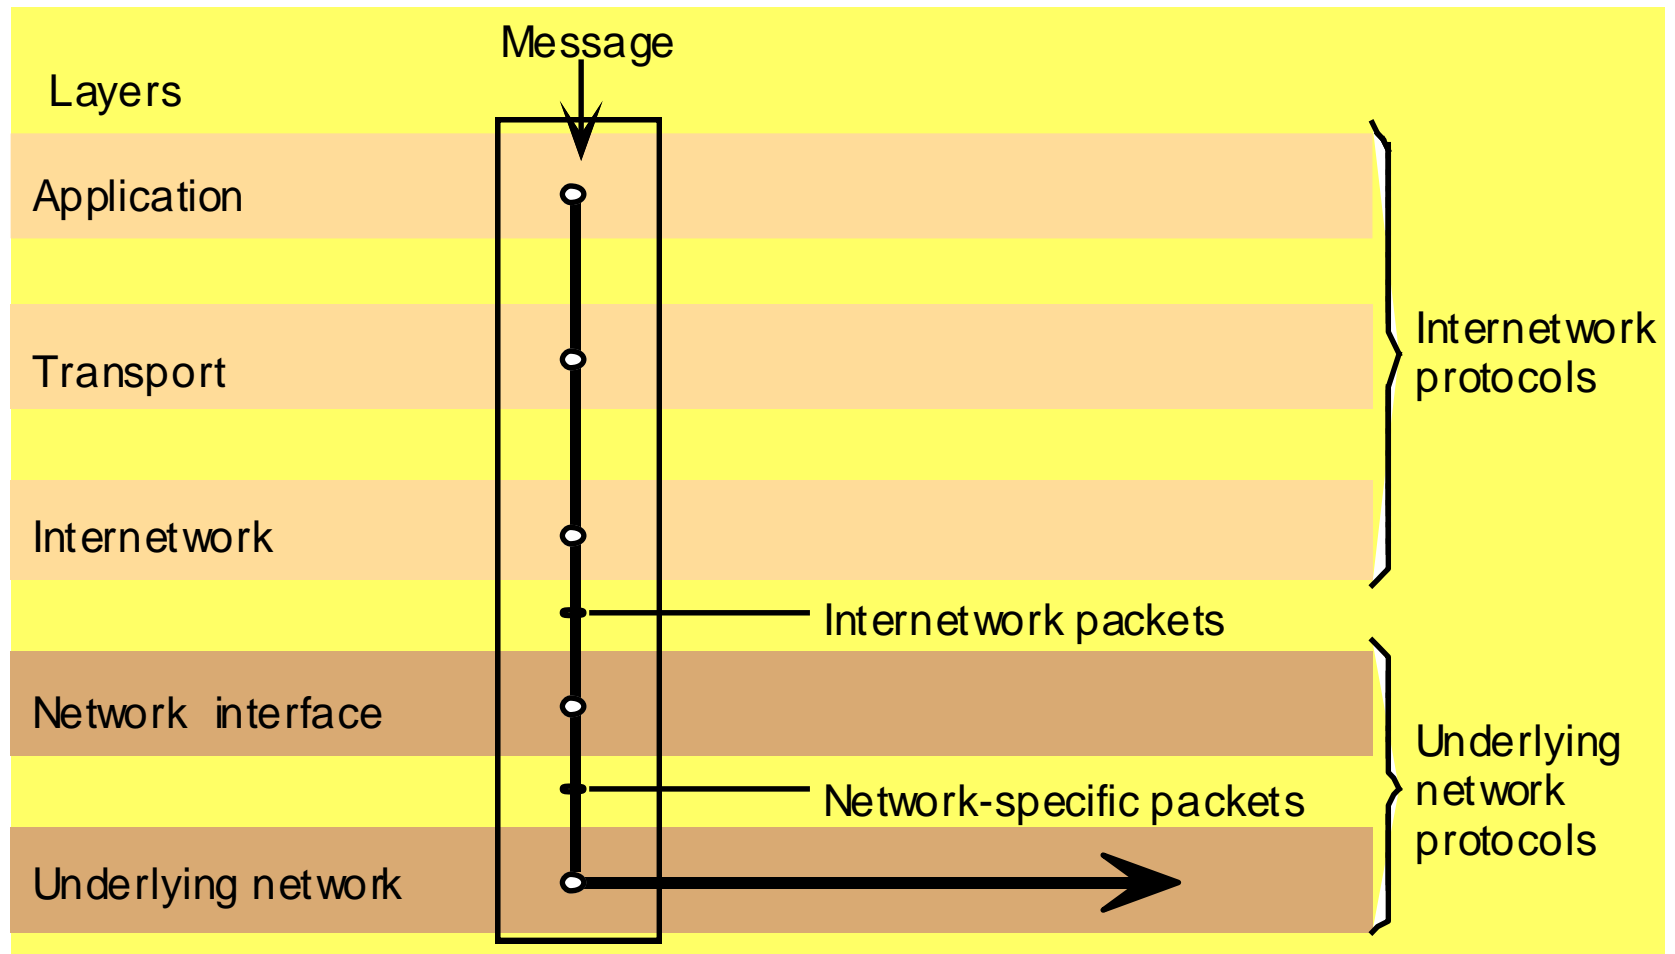 Message
Layers
Application
Transport
Internetwork
protocols
Internetwork
Internetwork packets
Network interface
Network-specific packets
Underlying
network
protocols
Underlying network